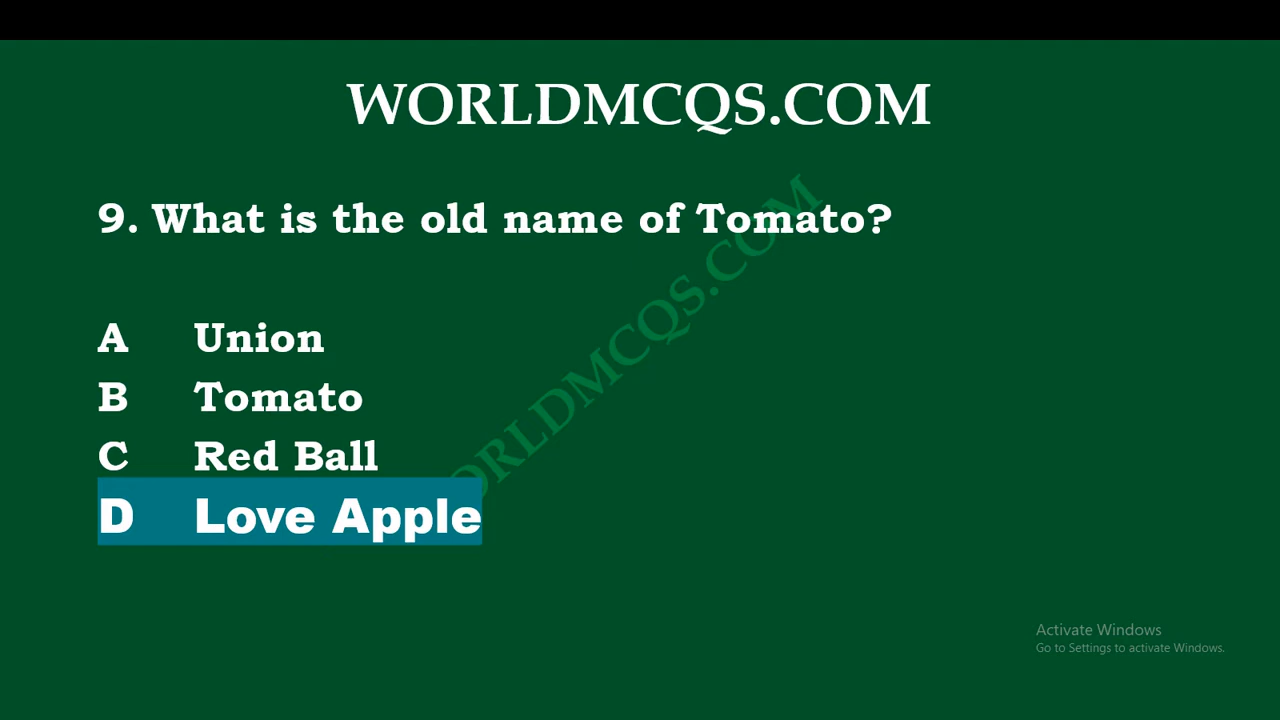 WORLDMCQS.COM
9. What is the old name of Tomato?
A Union
B Tomato
C Red Ball
D Love Apple
WORLDMCQS.COM
Activate Windows
Go to Settings to activate Windows.